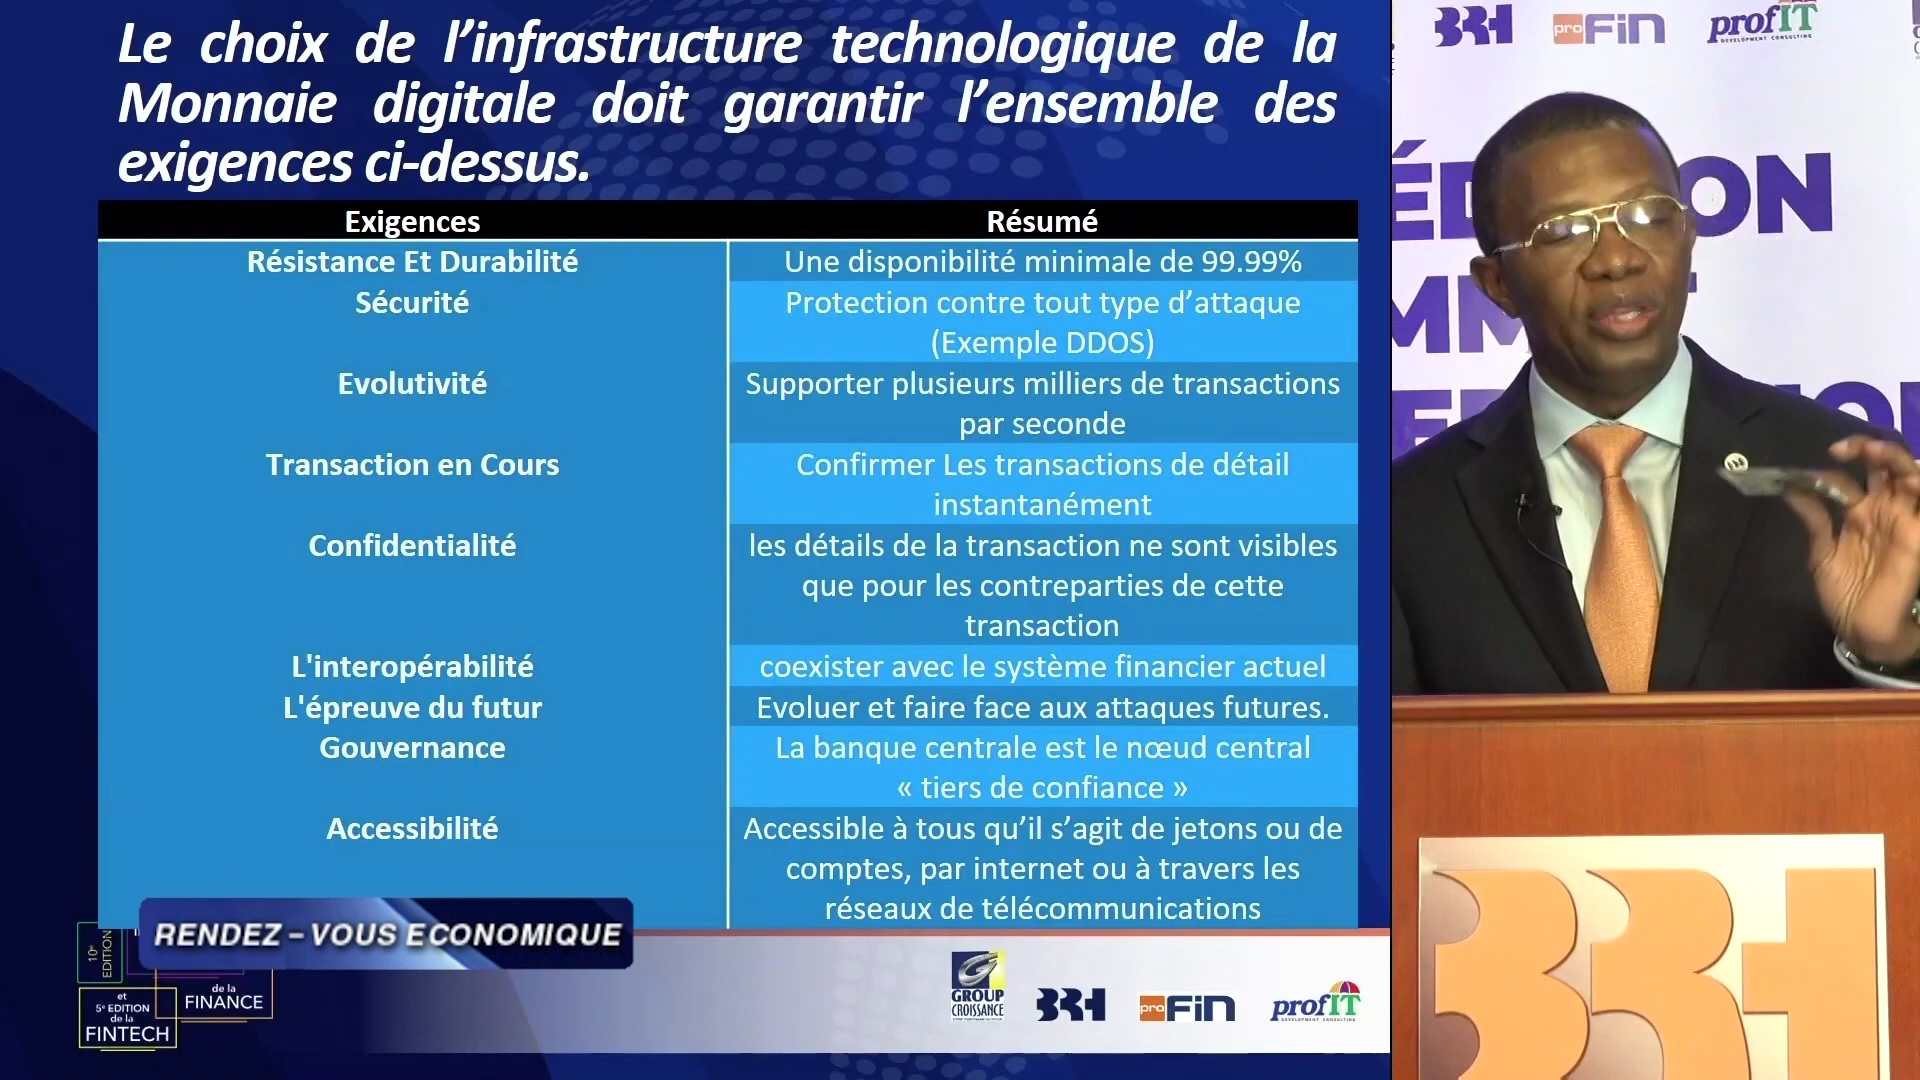 Le choix de l’infrastructure technologique de la
Monnaie digitale doit garantir l’ensemble des
exigences ci-dessus.
Exigences Résumé
Résistance Et Durabilité Une disponibilité minimale de 99.99%
Sécurité Protection contre tout type d’attaque
(Exemple DDOS)
Evolutivité Supporter plusieurs milliers de transactions
par seconde
Transaction en Cours Confirmer Les transactions de détail
instantanément
Confidentialité les détails de la transaction ne sont visibles
que pour les contreparties de cette
transaction
L'interopérabilité coexister avec le système financier actuel
L'épreuve du futur Evoluer et faire face aux attaques futures.
Gouvernance La banque centrale est le nœud central
« tiers de confiance »
Accessibilité Accessible à tous qu’il s’agit de jetons ou de
comptes, par internet ou à travers les
réseaux de télécommunications
RENDEZ – VOUS ECONOMIQUE
10e EDITION
de la
FINANCE
et
5e EDITION
de la
FINTECH
GROUP
CROISSANCE
BRH
proFin
profIT
DEVELOPMENT CONSULTING
BRH
proFin
profIT
DEVELOPMENT CONSULTING
BRH